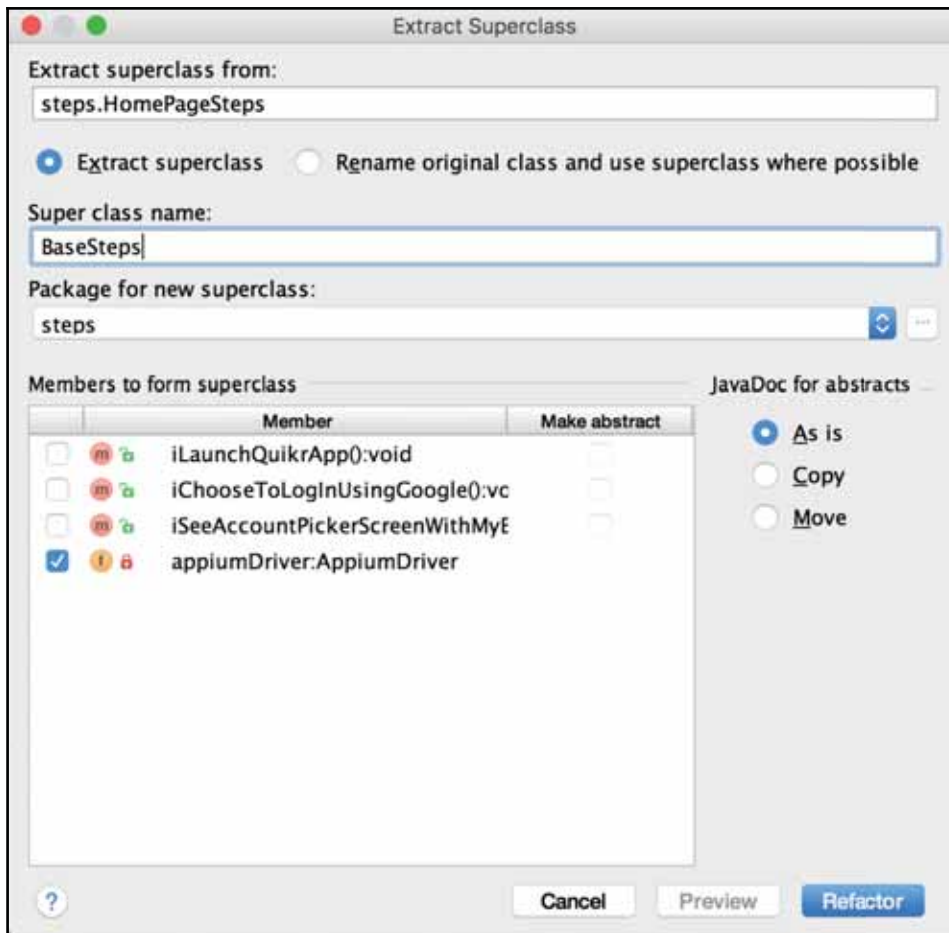 Extract Superclass
Extract superclass from:
steps.HomePageSteps
Extract superclass
Rename original class and use superclass where possible
Super class name:
BaseSteps
Package for new superclass:
steps
...
Members to form superclass
JavaDoc for abstracts
Member
Make abstract
m iLaunchQuikrApp():void
m iChooseToLogInUsingGoogle():vc
m iSeeAccountPickerScreenWithMyE
f appiumDriver:AppiumDriver
As is
Copy
Move
?
Cancel
Preview
Refactor